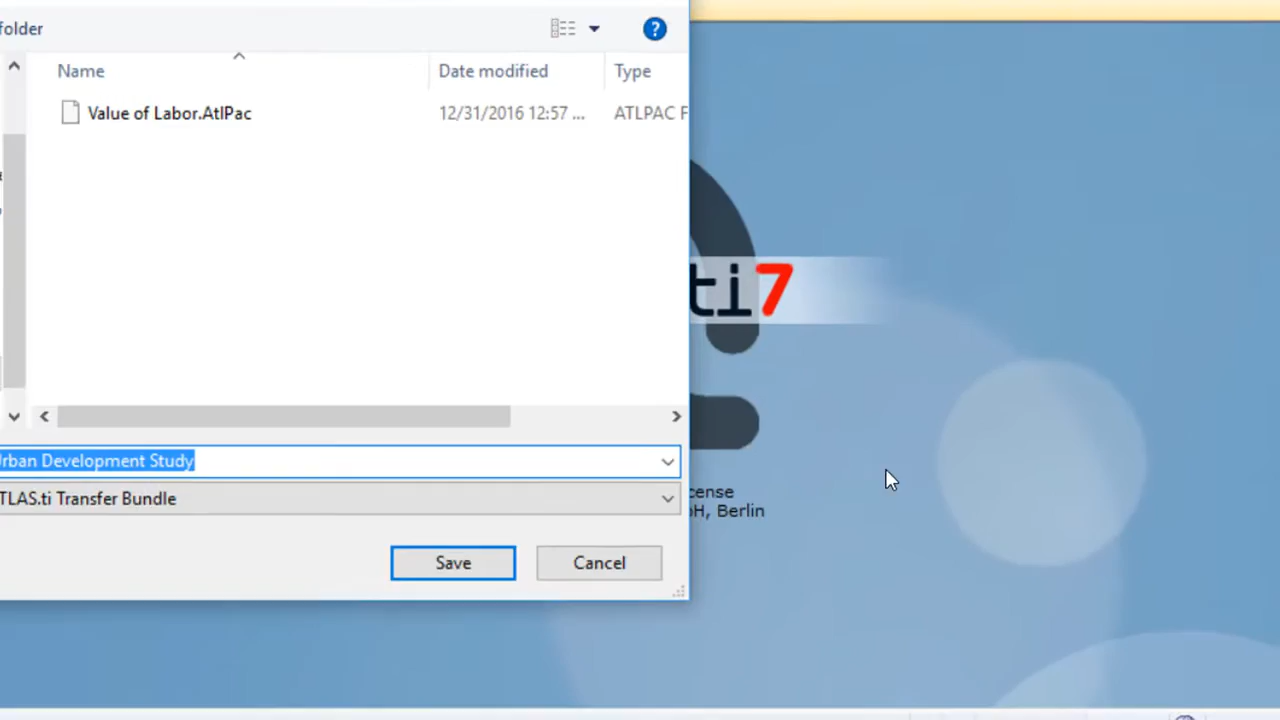 folder
Name Date modified Type
Value of Labor.AtlPac 12/31/2016 12:57 ... ATLPAC F
ti7
rban Development Study
TLAS.ti Transfer Bundle
cense
H, Berlin
Save Cancel